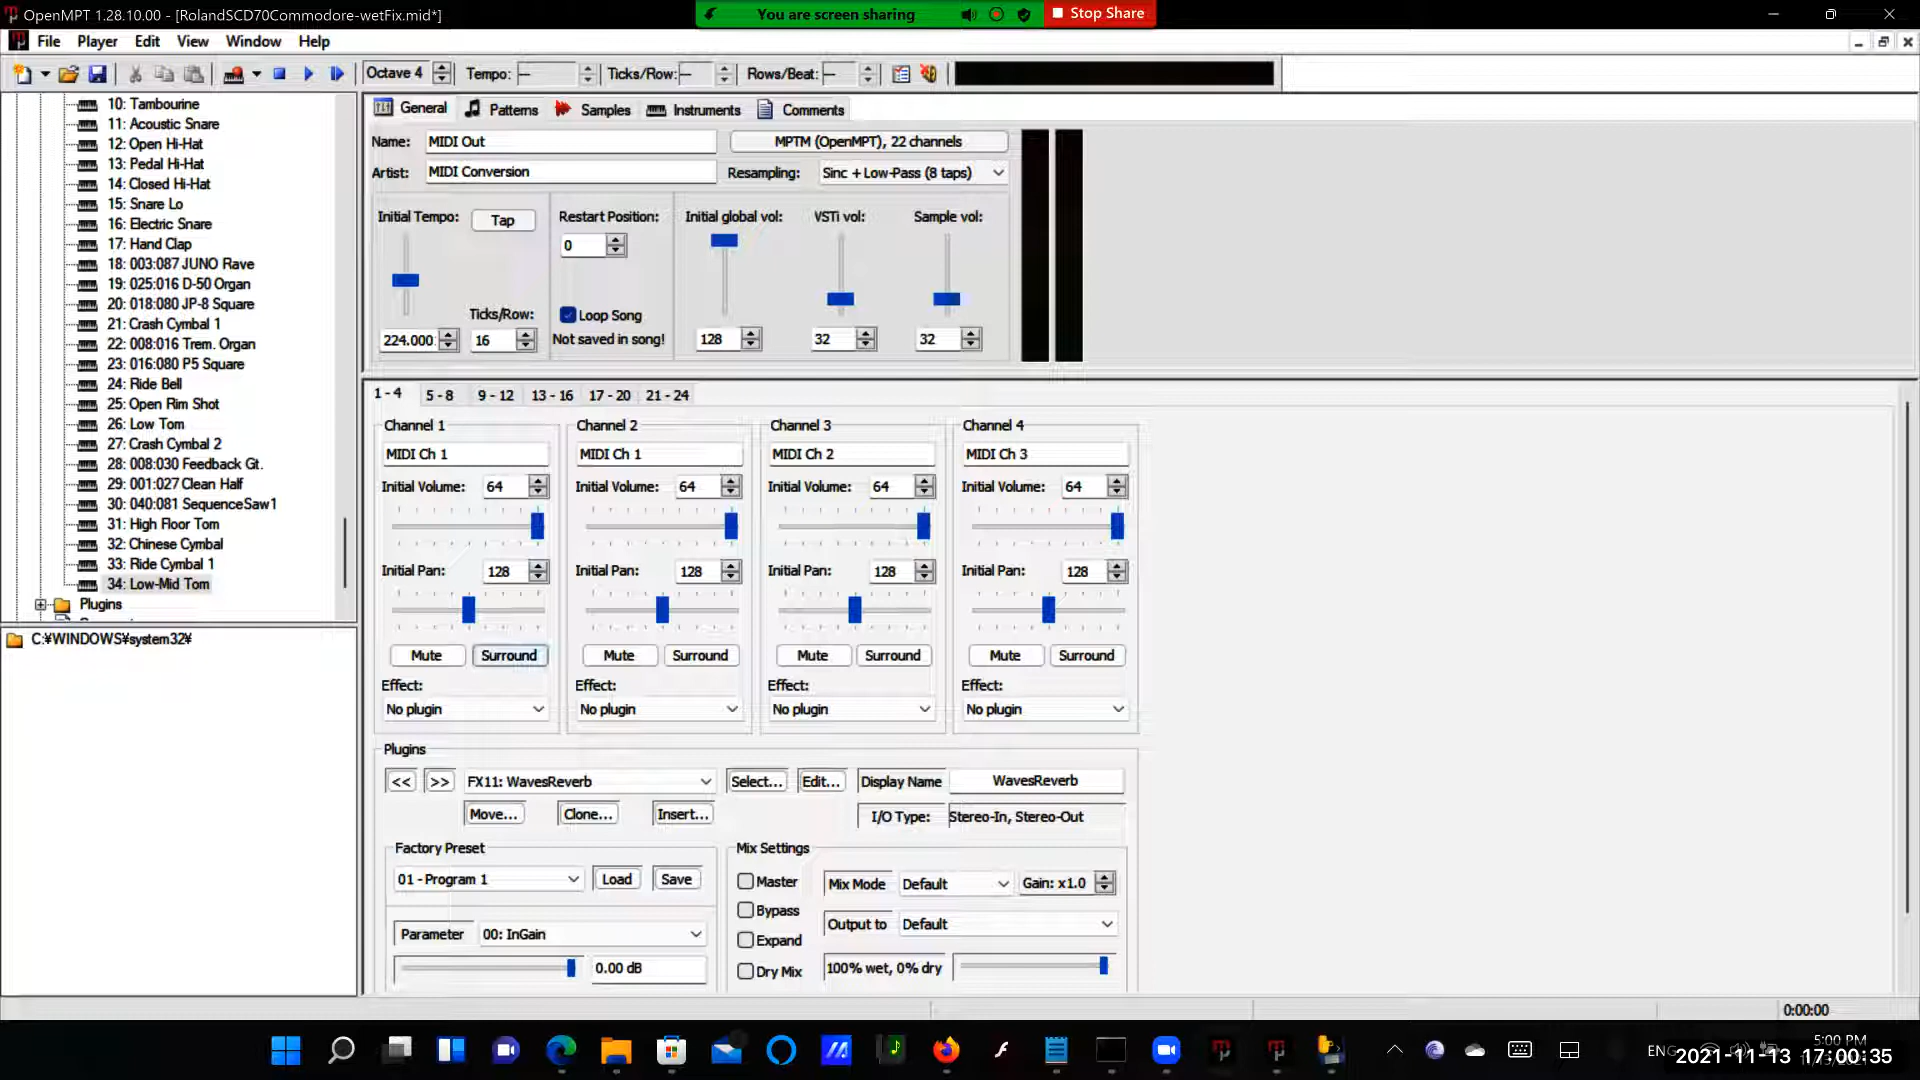 OpenMPT 1.28.10.00 - [RolandSCD70Commodore-wetFix.mid*]
You are screen sharing
Stop Share
File Player Edit View Window Help
Octave 4 Tempo: --- Ticks/Row: --- Rows/Beat: ---
10: Tambourine
11: Acoustic Snare
12: Open Hi-Hat
13: Pedal Hi-Hat
14: Closed Hi-Hat
15: Snare Lo
16: Electric Snare
17: Hand Clap
18: 003:087 JUNO Rave
19: 025:016 D-50 Organ
20: 018:080 JP-8 Square
21: Crash Cymbal 1
22: 008:016 Trem. Organ
23: 016:080 P5 Square
24: Ride Bell
25: Open Rim Shot
26: Low Tom
27: Crash Cymbal 2
28: 008:030 Feedback Gt.
29: 001:027 Clean Half
30: 040:081 SequenceSaw1
31: High Floor Tom
32: Chinese Cymbal
33: Ride Cymbal 1
34: Low-Mid Tom
Plugins
C:¥WINDOWS¥system32¥
General Patterns Samples Instruments Comments
Name: MIDI Out MPTM (OpenMPT), 22 channels
Artist: MIDI Conversion Resampling: Sinc + Low-Pass (8 taps)
Initial Tempo: Tap Restart Position: Initial global vol: VSTi vol: Sample vol:
0
Ticks/Row: Loop Song
224.000 16 Not saved in song! 128 32 32
1 - 4 5 - 8 9 - 12 13 - 16 17 - 20 21 - 24
Channel 1 Channel 2 Channel 3 Channel 4
MIDI Ch 1 MIDI Ch 1 MIDI Ch 2 MIDI Ch 3
Initial Volume: 64 Initial Volume: 64 Initial Volume: 64 Initial Volume: 64
Initial Pan: 128 Initial Pan: 128 Initial Pan: 128 Initial Pan: 128
Mute Surround Mute Surround Mute Surround Mute Surround
Effect: Effect: Effect: Effect:
No plugin No plugin No plugin No plugin
Plugins
<< >> FX11: WavesReverb Select... Edit... Display Name WavesReverb
Move... Clone... Insert... I/O Type: Stereo-In, Stereo-Out
Factory Preset Mix Settings
01 - Program 1 Load Save Master Mix Mode Default Gain: x1.0
Bypass Output to Default
Parameter 00: InGain Expand
0.00 dB Dry Mix 100% wet, 0% dry
0:00:00
5:00 PM
ENG
2021-11-13 17:00:35